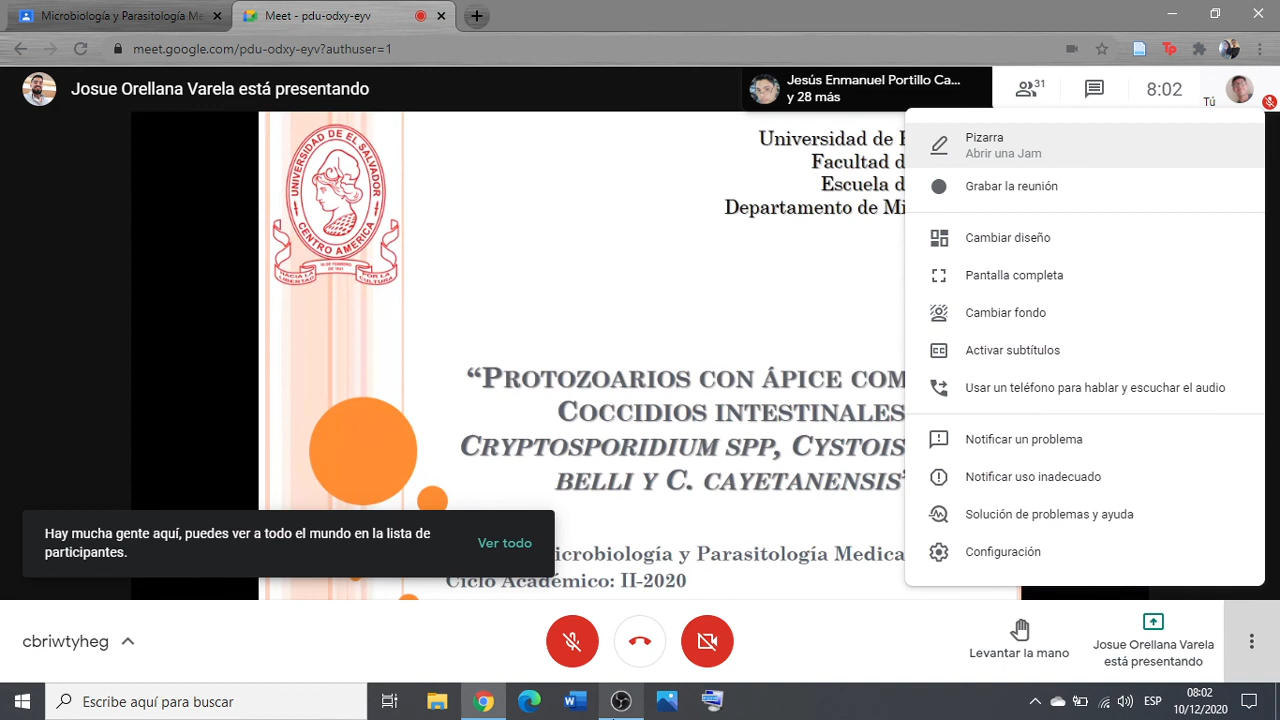 Microbiología y Parasitología Me
Meet - pdu-odxy-eyv
meet.google.com/pdu-odxy-eyv?authuser=1
Josue Orellana Varela está presentando
Jesús Enmanuel Portillo Ca...
y 28 más
31
8:02
Tú
UNIVERSIDAD DE EL SALVADOR
CENTRO AMERICA
HACIA LA LIBERTAD
POR LA CULTURA
Universidad de E
Facultad d
Escuela d
Departamento de Mi
“PROTOZOARIOS CON ÁPICE COM
COCCIDIOS INTESTINALES
CRYPTOSPORIDIUM SPP, CYSTOIS
BELLI Y C. CAYETANENSIS”
icrobiología y Parasitología Medica
Ciclo Académico: II-2020
Pizarra
Abrir una Jam
Grabar la reunión
Cambiar diseño
Pantalla completa
Cambiar fondo
Activar subtítulos
Usar un teléfono para hablar y escuchar el audio
Notificar un problema
Notificar uso inadecuado
Solución de problemas y ayuda
Configuración
Hay mucha gente aquí, puedes ver a todo el mundo en la lista de
participantes.
Ver todo
cbriwtyheg
Levantar la mano
Josue Orellana Varela
está presentando
Escribe aquí para buscar
ESP
08:02
10/12/2020